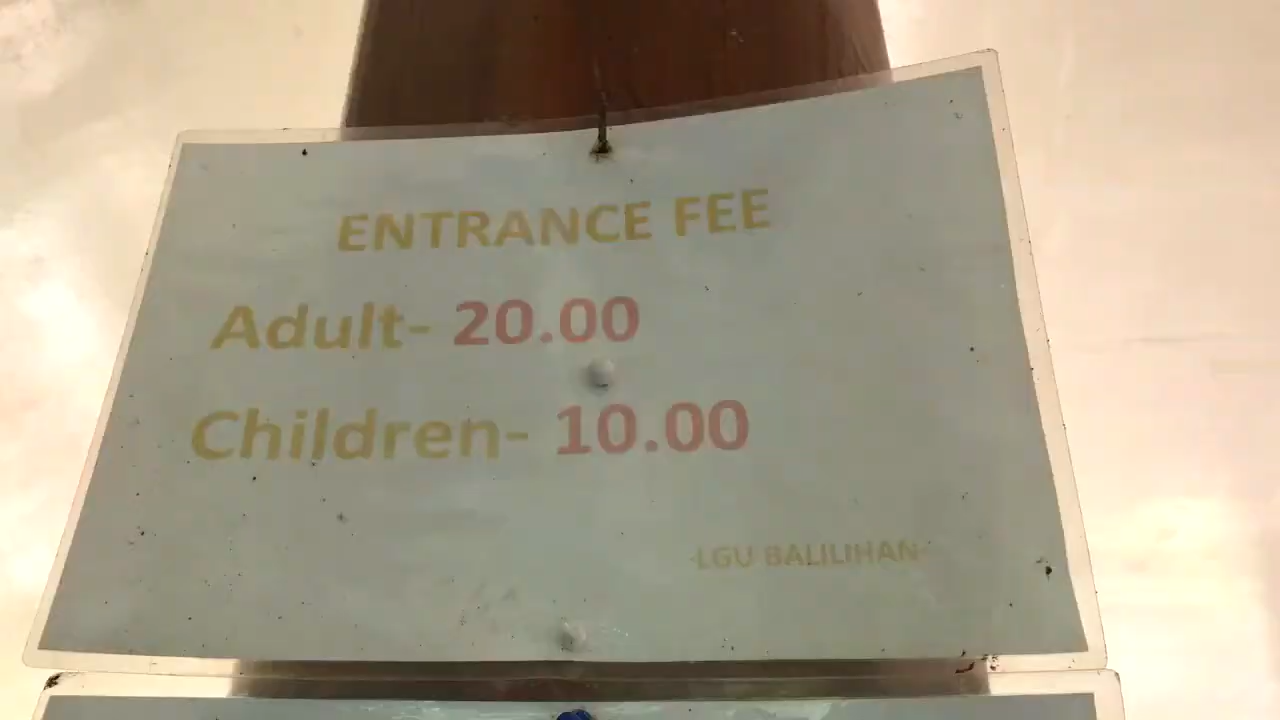 ENTRANCE FEE
Adult- 20.00
Children- 10.00
-LGU BALILIHAN-